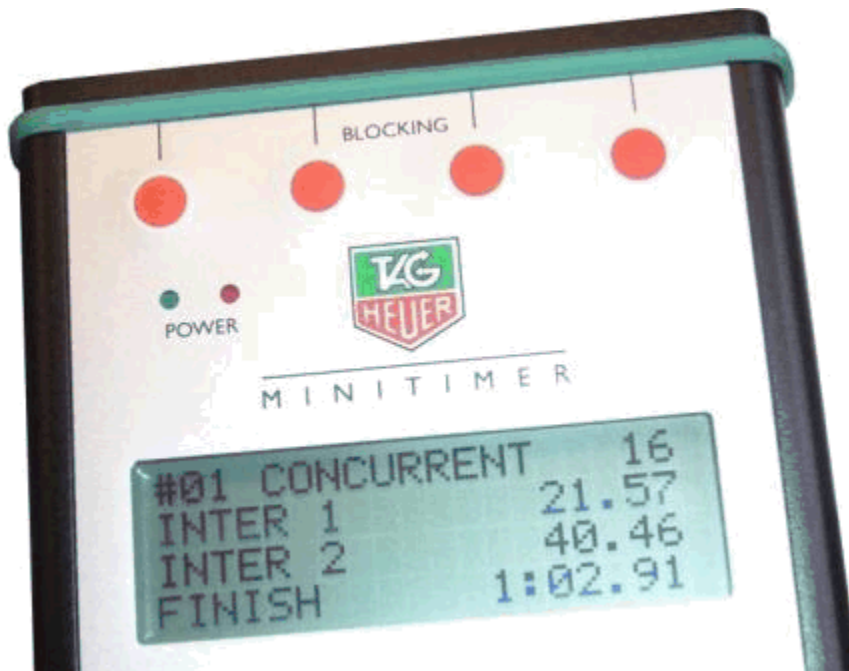 BLOCKING
TAG
HEUER
POWER
MINITIMER
#01 CONCURRENT 16
INTER 1 21.57
INTER 2 40.46
FINISH 1:02.91